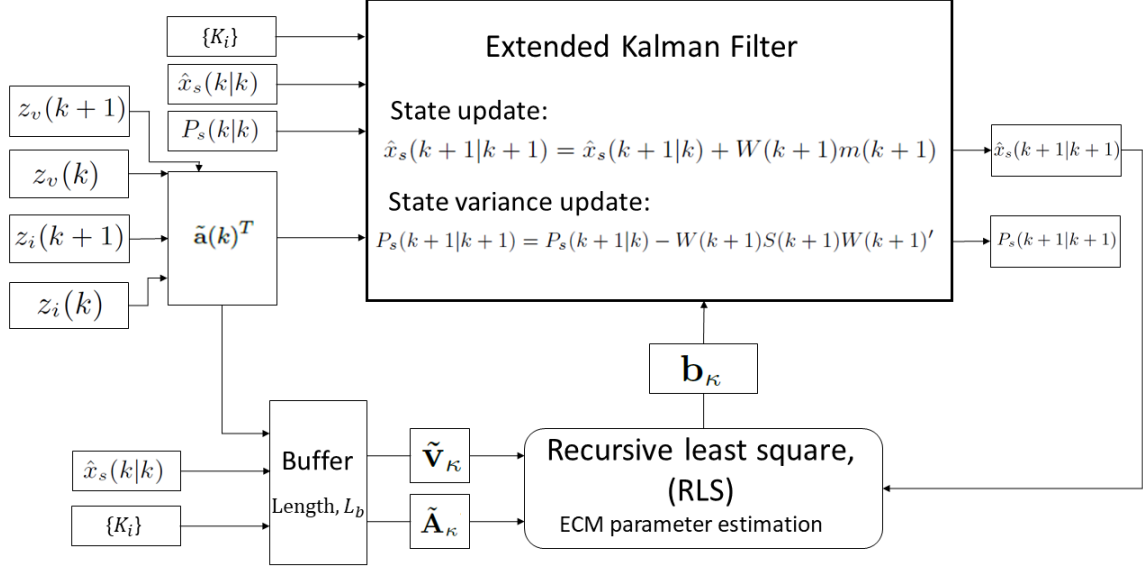 {K_i}
x̂_s(k|k)
P_s(k|k)
z_v(k+1)
z_v(k)
z_i(k+1)
z_i(k)
ã(k)^T
Extended Kalman Filter
State update:
x̂_s(k+1|k+1) = x̂_s(k+1|k) + W(k+1)m(k+1)
State variance update:
P_s(k+1|k+1) = P_s(k+1|k) − W(k+1)S(k+1)W(k+1)′
x̂_s(k+1|k+1)
P_s(k+1|k+1)
b_κ
x̂_s(k|k)
{K_i}
Buffer
Length, L_b
ṽ_κ
Ã_κ
Recursive least square,
(RLS)
ECM parameter estimation